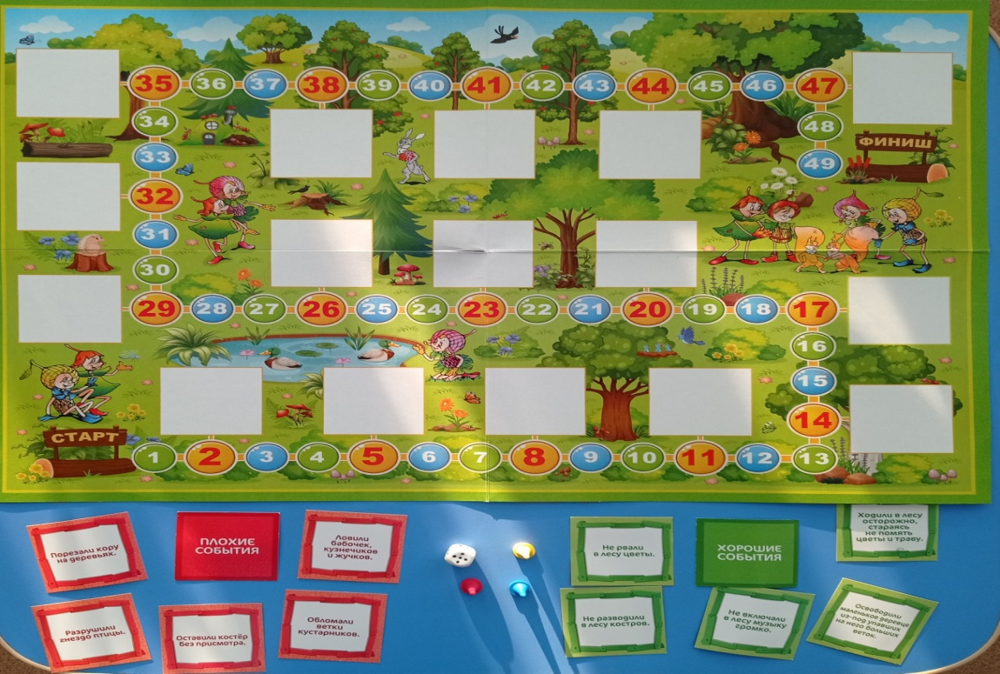 35 36 37 38 39 40 41 42 43 44 45 46 47
34 48
ФИНИШ
33 49
32
31
30
29 28 27 26 25 24 23 22 21 20 19 18 17
16
15
14
СТАРТ
1 2 3 4 5 6 7 8 9 10 11 12 13
Порезали кору
на деревьях.
ПЛОХИЕ
СОБЫТИЯ
Ловили
бабочек,
кузнечиков
и жучков.
Не рвали
в лесу цветы.
ХОРОШИЕ
СОБЫТИЯ
Ходили в лесу
осторожно,
стараясь
не помять
цветы и траву.
Разрушили
гнездо птицы.
Оставили костёр
без присмотра.
Обломали
ветки
кустарников.
Не разводили
в лесу костров.
Не включали
в лесу музыку
громко.
Освободили
маленькое деревце
из-под упавших
на него больших
веток.